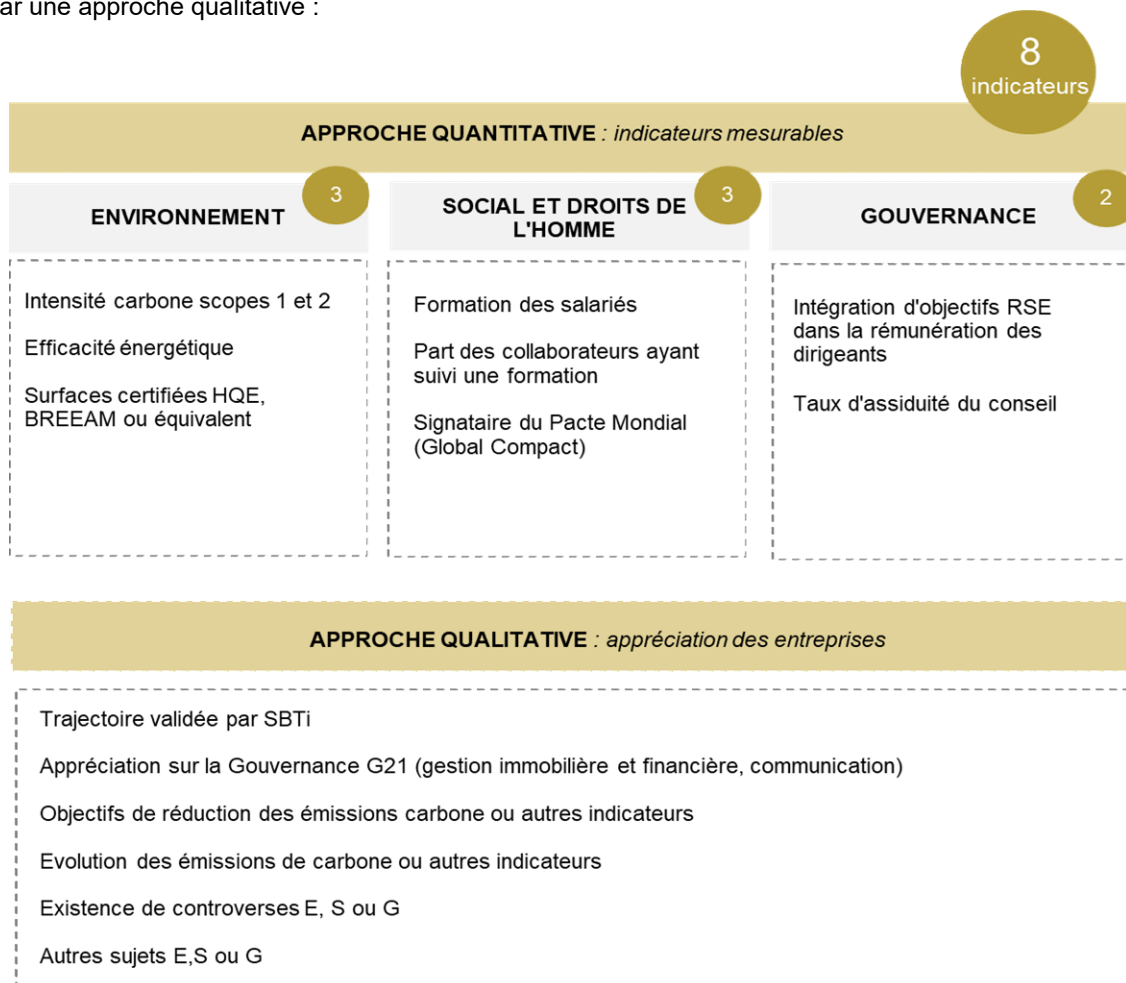 ar une approche qualitative :
8
indicateurs
APPROCHE QUANTITATIVE : indicateurs mesurables
3
ENVIRONNEMENT
3
SOCIAL ET DROITS DE
L'HOMME
2
GOUVERNANCE
Intensité carbone scopes 1 et 2
Efficacité énergétique
Surfaces certifiées HQE,
BREEAM ou équivalent
Formation des salariés
Part des collaborateurs ayant
suivi une formation
Signataire du Pacte Mondial
(Global Compact)
Intégration d'objectifs RSE
dans la rémunération des
dirigeants
Taux d'assiduité du conseil
APPROCHE QUALITATIVE : appréciation des entreprises
Trajectoire validée par SBTi
Appréciation sur la Gouvernance G21 (gestion immobilière et financière, communication)
Objectifs de réduction des émissions carbone ou autres indicateurs
Evolution des émissions de carbone ou autres indicateurs
Existence de controverses E, S ou G
Autres sujets E,S ou G